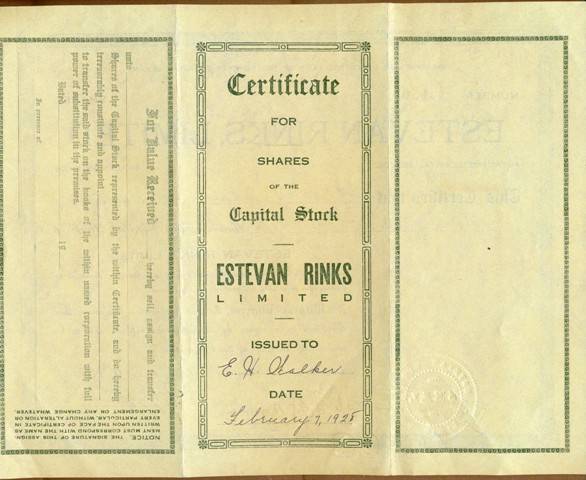 For Value Received hereby sell, assign and transfer
unto
Shares of the Capital Stock represented by the within Certificate, and do hereby
irrevocably constitute and appoint
to transfer the said stock on the books of the within named corporation with full
power of substitution in the premises.
Dated 19
In presence of
NOTICE: THE SIGNATURE OF THIS ASSIGN-
MENT MUST CORRESPOND WITH THE NAME AS
WRITTEN UPON THE FACE OF THE CERTIFICATE IN
EVERY PARTICULAR WITHOUT ALTERATION OR
ENLARGEMENT OR ANY CHANGE WHATEVER.
Certificate
FOR
SHARES
OF THE
Capital Stock
ESTEVAN RINKS
LIMITED
ISSUED TO
E. H. Walker
DATE
February 7, 1928